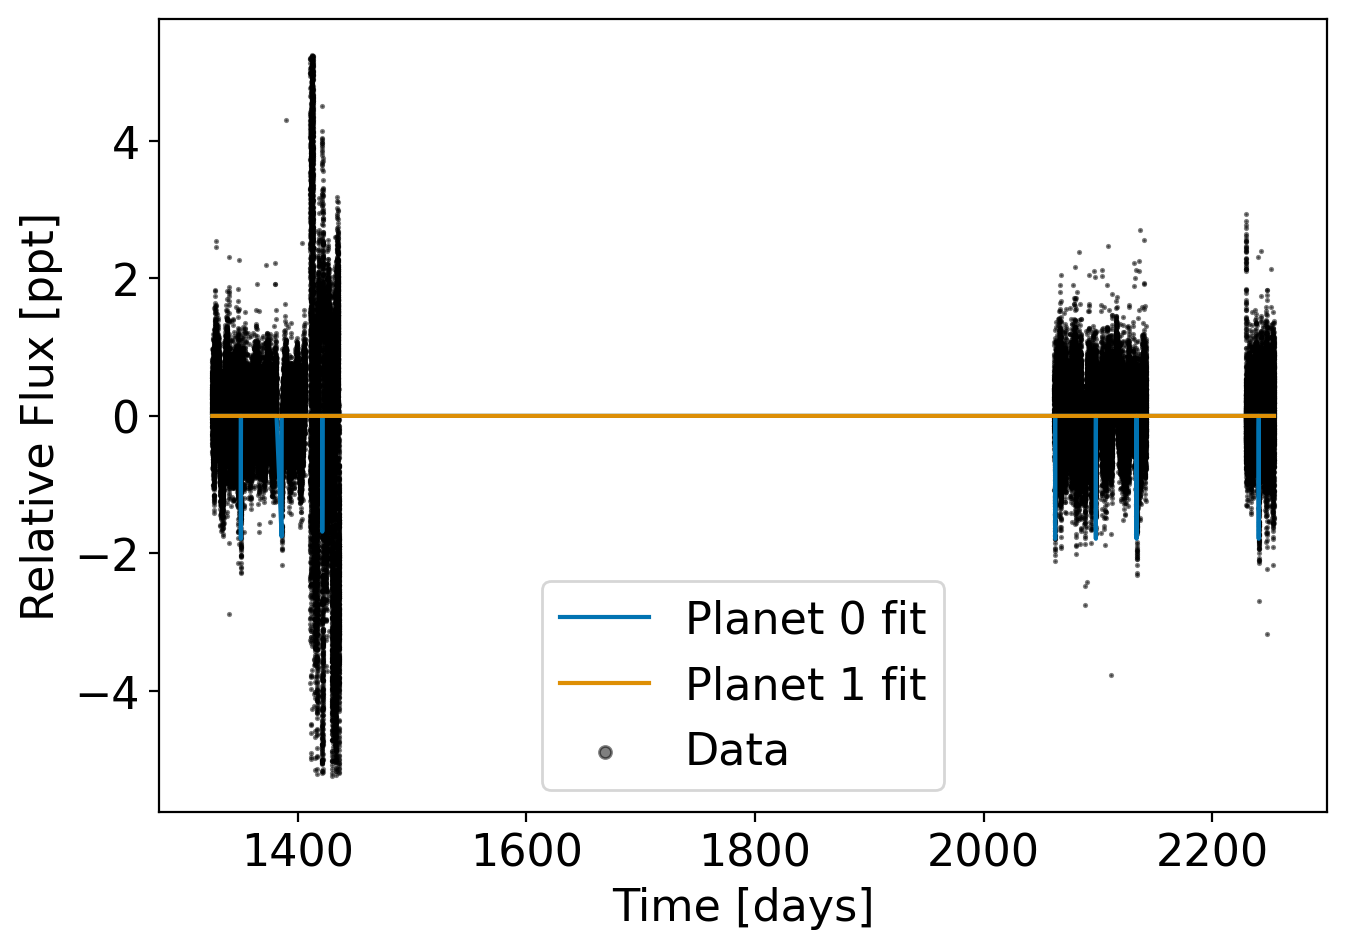 Relative Flux [ppt]
4
2
0
−2
−4
Planet 0 fit
Planet 1 fit
Data
1400 1600 1800 2000 2200
Time [days]